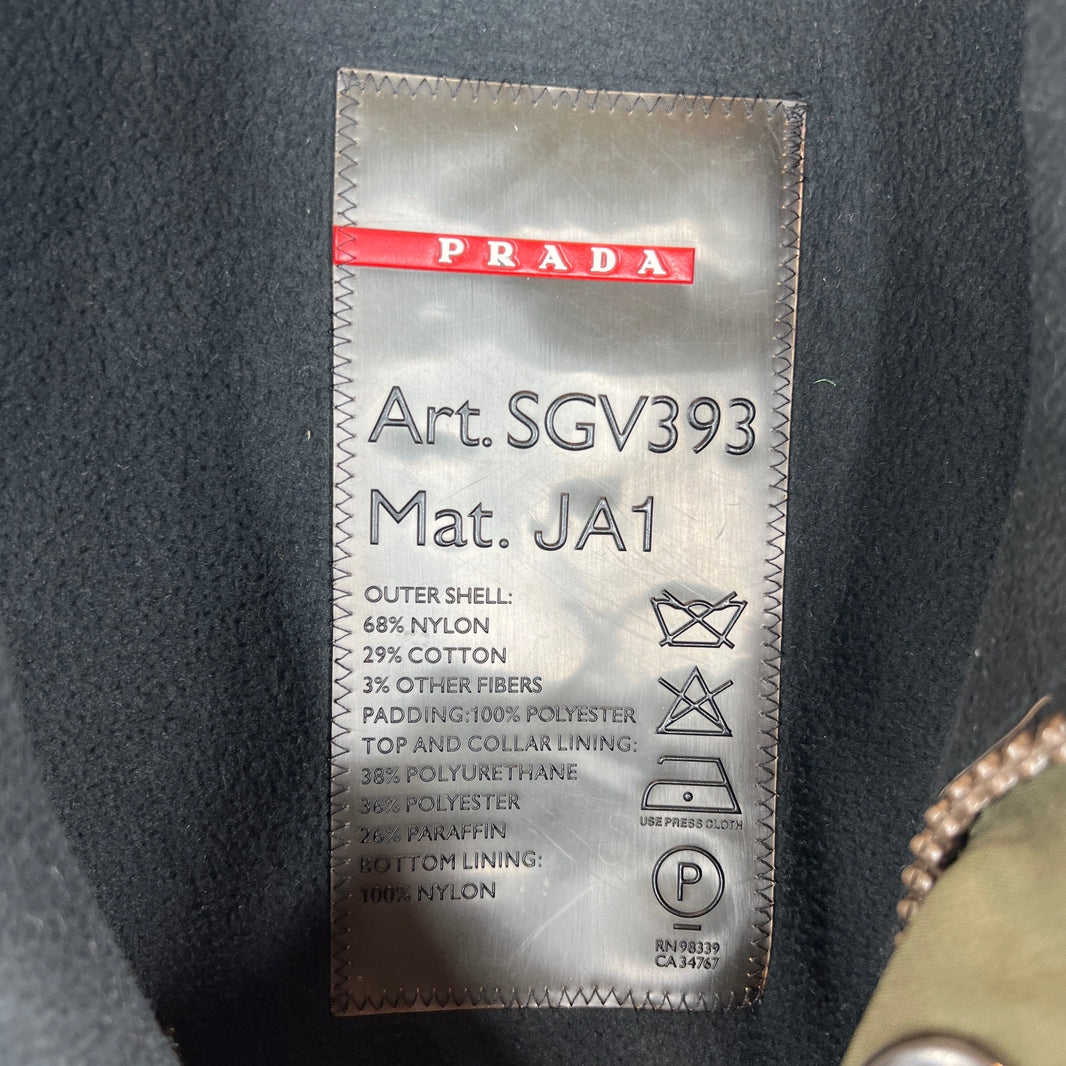 PRADA
Art. SGV393
Mat. JA1
OUTER SHELL:
68% NYLON
29% COTTON
3% OTHER FIBERS
PADDING:100% POLYESTER
TOP AND COLLAR LINING:
38% POLYURETHANE
36% POLYESTER
26% PARAFFIN
BOTTOM LINING:
100% NYLON
USE PRESS CLOTH
P
RN 98339
CA 34767